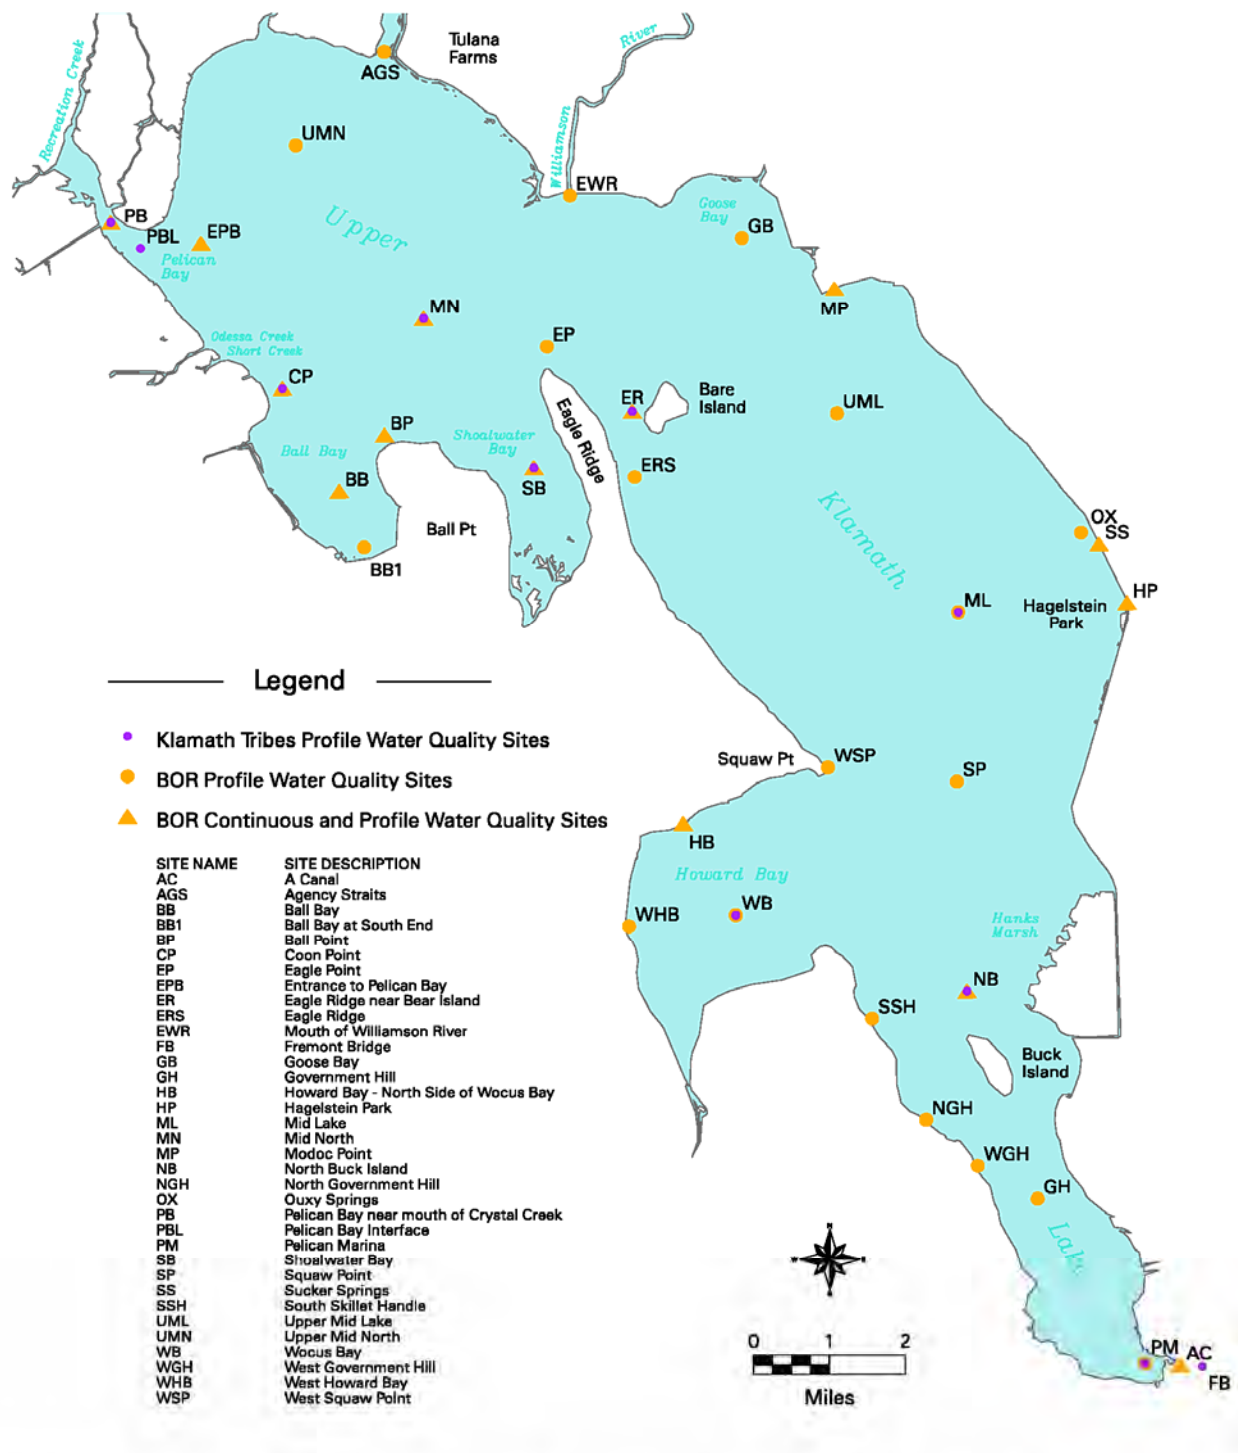 Tulana
Farms
River
AGS
Recreation Creek
UMN
Williamson
EWR
PB
PBL
EPB
Pelican
Bay
Upper
Goose
Bay
GB
MN
MP
Odessa Creek
Short Creek
EP
CP
ER
Bare
Island
UML
BP
Eagle Ridge
Shoalwater
Bay
Ball Bay
BB
SB
ERS
Klamath
Ball Pt
BB1
OX
SS
ML
Hagelstein
Park
HP
Legend
Klamath Tribes Profile Water Quality Sites
BOR Profile Water Quality Sites
BOR Continuous and Profile Water Quality Sites
Squaw Pt
WSP
SP
HB
Howard Bay
WHB
WB
Hanks
Marsh
NB
SSH
Buck
Island
NGH
WGH
GH
Lake
PM
AC
FB
SITE NAME SITE DESCRIPTION
AC A Canal
AGS Agency Straits
BB Ball Bay
BB1 Ball Bay at South End
BP Ball Point
CP Coon Point
EP Eagle Point
EPB Entrance to Pelican Bay
ER Eagle Ridge near Bear Island
ERS Eagle Ridge
EWR Mouth of Williamson River
FB Fremont Bridge
GB Goose Bay
GH Government Hill
HB Howard Bay - North Side of Wocus Bay
HP Hagelstein Park
ML Mid Lake
MN Mid North
MP Modoc Point
NB North Buck Island
NGH North Government Hill
OX Ouxy Springs
PB Pelican Bay near mouth of Crystal Creek
PBL Pelican Bay Interface
PM Pelican Marina
SB Shoalwater Bay
SP Squaw Point
SS Sucker Springs
SSH South Skillet Handle
UML Upper Mid Lake
UMN Upper Mid North
WB Wocus Bay
WGH West Government Hill
WHB West Howard Bay
WSP West Squaw Point
N
W E
S
0 1 2
Miles